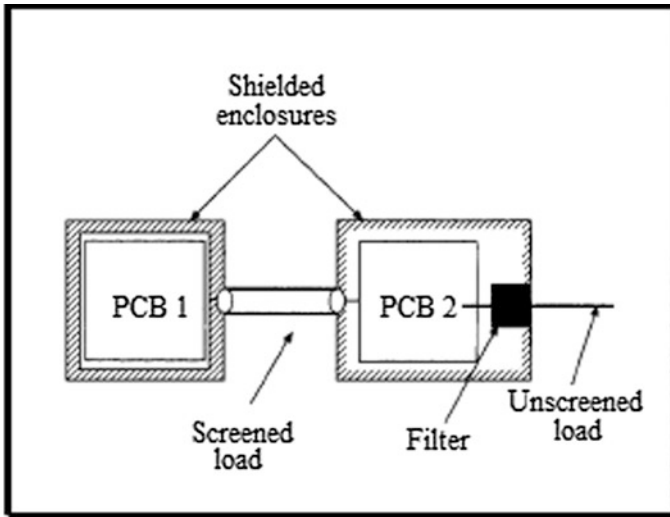 Shielded
enclosures
PCB 1
PCB 2
Screened
load
Filter
Unscreened
load